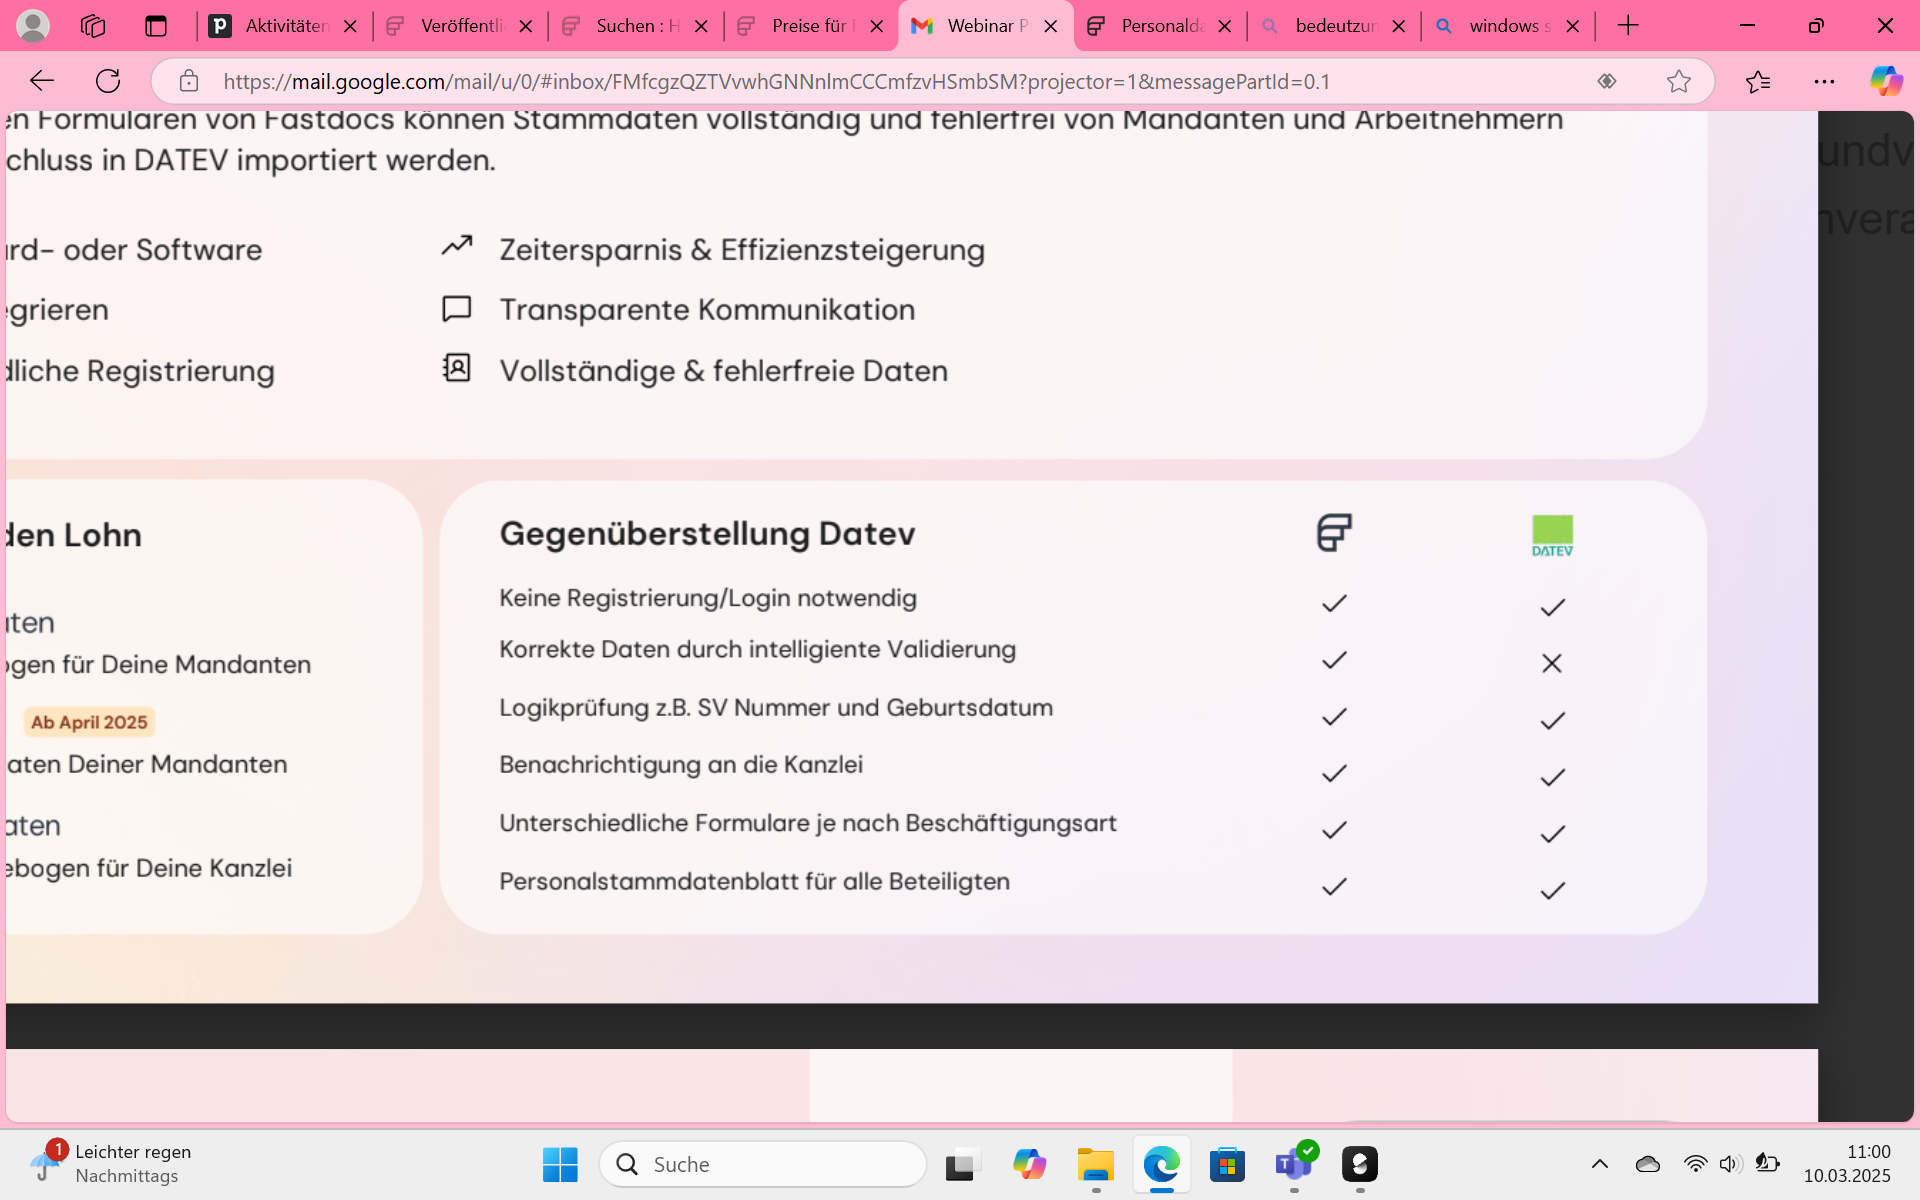 Aktivitäten
Veröffentli
Suchen : H
Preise für
Webinar P
Personalda
bedeutzun
windows s
https://mail.google.com/mail/u/0/#inbox/FMfcgzQZTVvwhGNNnlmCCCmfzvHSmbSM?projector=1&messagePartId=0.1
en Formularen von Fastdocs können Stammdaten vollständig und fehlerfrei von Mandanten und Arbeitnehmern
chluss in DATEV importiert werden.
undv
nvera
ard- oder Software
Zeitersparnis & Effizienzsteigerung
egrieren
Transparente Kommunikation
dliche Registrierung
Vollständige & fehlerfreie Daten
den Lohn
aten
ogen für Deine Mandanten
Ab April 2025
aten Deiner Mandanten
aten
ebogen für Deine Kanzlei
Gegenüberstellung Datev
DATEV
Keine Registrierung/Login notwendig
Korrekte Daten durch intelligiente Validierung
Logikprüfung z.B. SV Nummer und Geburtsdatum
Benachrichtigung an die Kanzlei
Unterschiedliche Formulare je nach Beschäftigungsart
Personalstammdatenblatt für alle Beteiligten
1
Leichter regen
Nachmittags
Suche
11:00
10.03.2025